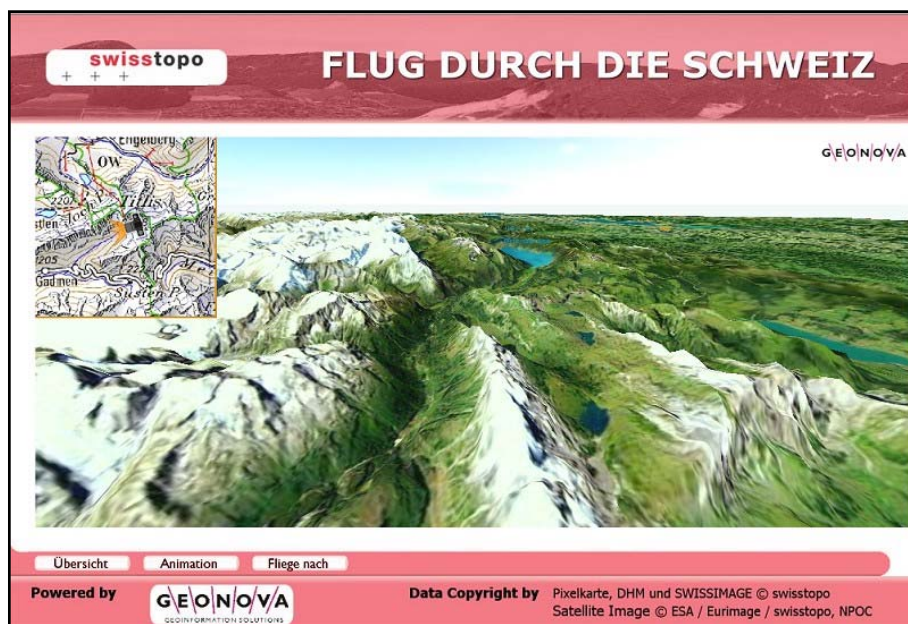 swisstopo
FLUG DURCH DIE SCHWEIZ
GEONOVA
Engelberg
OW
Titlis
Gadmen
Susten
Übersicht
Animation
Fliege nach
Powered by
GEONOVA
GEOINFORMATION SOLUTIONS
Data Copyright by
Pixelkarte, DHM und SWISSIMAGE © swisstopo
Satellite Image © ESA / Eurimage / swisstopo, NPOC